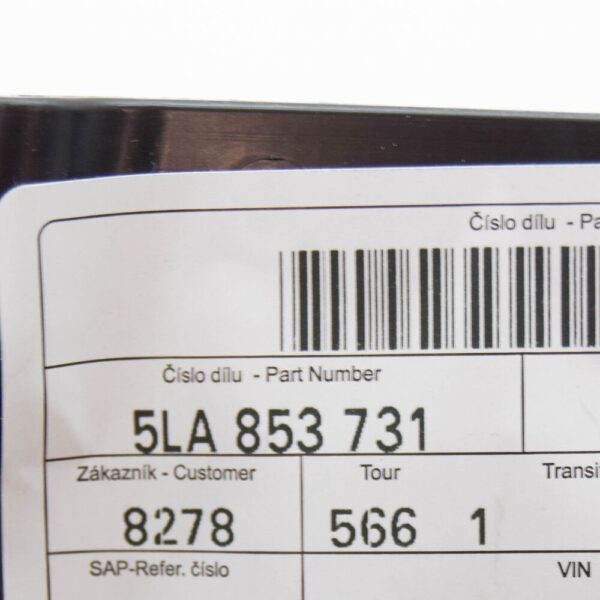 Číslo dílu - Pa
Číslo dílu - Part Number
5LA 853 731
Zákazník - Customer Tour Transi
8278 566 1
SAP-Refer. číslo VIN